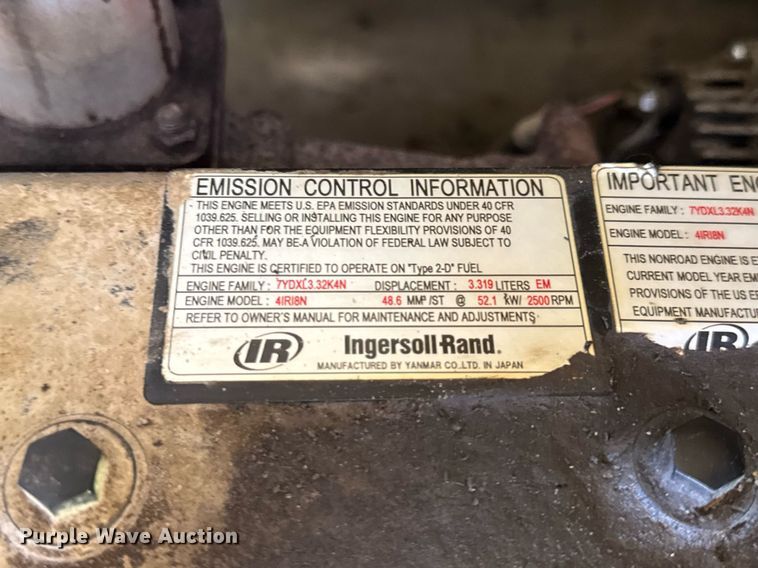 EMISSION CONTROL INFORMATION
THIS ENGINE MEETS U.S. EPA EMISSION STANDARDS UNDER 40 CFR
1039.625. SELLING OR INSTALLING THIS ENGINE FOR ANY PURPOSE
OTHER THAN FOR THE EQUIPMENT FLEXIBILITY PROVISIONS OF 40
CFR 1039.625, MAY BE A VIOLATION OF FEDERAL LAW SUBJECT TO
CIVIL PENALTY.
THIS ENGINE IS CERTIFIED TO OPERATE ON "Type 2-D" FUEL
ENGINE FAMILY : 7YDXL3.32K4N DISPLACEMENT : 3.319 LITERS EM
ENGINE MODEL : 4IRI8N 48.6 MM³/ST @ 52.1 kW/ 2500 RPM
REFER TO OWNER'S MANUAL FOR MAINTENANCE AND ADJUSTMENTS.
IR Ingersoll-Rand.
MANUFACTURED BY YANMAR CO.,LTD. IN JAPAN
IMPORTANT EN
ENGINE FAMILY : 7YDXL3.32K4N
ENGINE MODEL : 4IRI8N
THIS NONROAD ENGINE IS E
CURRENT MODEL YEAR EMI
PROVISIONS OF THE US EP
EQUIPMENT MANUFACTUR
IR
Purple Wave Auction